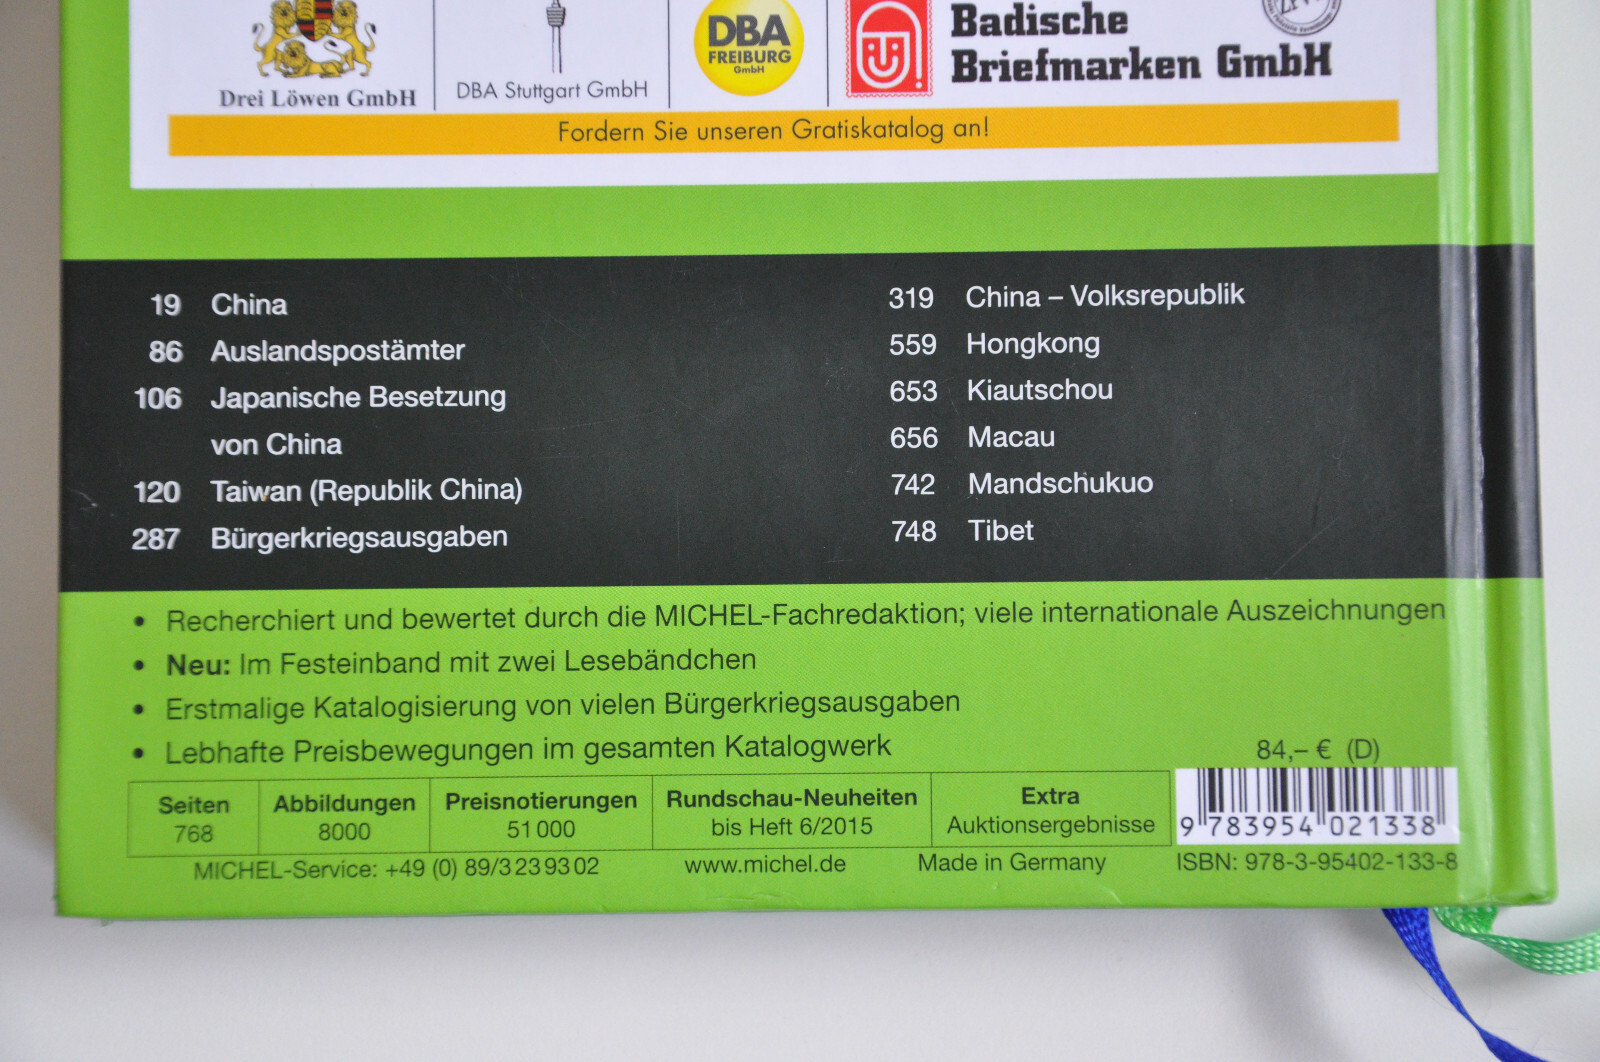 Drei Löwen GmbH
DBA Stuttgart GmbH
DBA
FREIBURG
GmbH
Badische
Briefmarken GmbH
Fordern Sie unseren Gratiskatalog an!
19 China
86 Auslandspostämter
106 Japanische Besetzung
von China
120 Taiwan (Republik China)
287 Bürgerkriegsausgaben
319 China – Volksrepublik
559 Hongkong
653 Kiautschou
656 Macau
742 Mandschukuo
748 Tibet
• Recherchiert und bewertet durch die MICHEL-Fachredaktion; viele internationale Auszeichnungen
• Neu: Im Festeinband mit zwei Lesebändchen
• Erstmalige Katalogisierung von vielen Bürgerkriegsausgaben
• Lebhafte Preisbewegungen im gesamten Katalogwerk
84,– € (D)
Seiten
768
Abbildungen
8000
Preisnotierungen
51 000
Rundschau-Neuheiten
bis Heft 6/2015
Extra
Auktionsergebnisse
9 783954 021338
MICHEL-Service: +49 (0) 89/3 23 93 02
www.michel.de
Made in Germany
ISBN: 978-3-95402-133-8